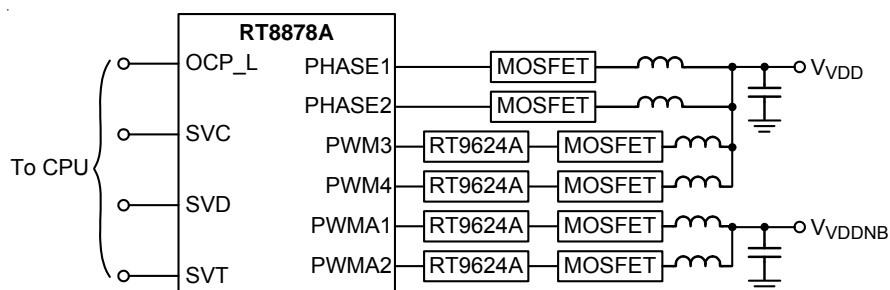 RT8878A
OCP_L
PHASE1
MOSFET
VVDD
PHASE2
MOSFET
SVC
PWM3
RT9624A
MOSFET
To CPU
PWM4
RT9624A
MOSFET
SVD
PWMA1
RT9624A
MOSFET
VVDDNB
SVT
PWMA2
RT9624A
MOSFET